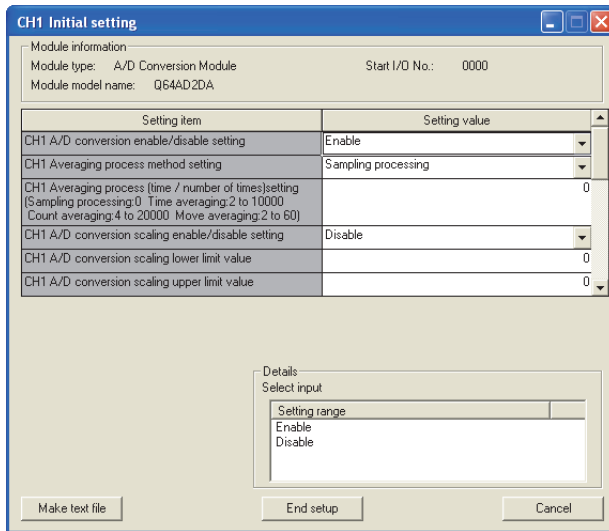 CH1 Initial setting
Module information
Module type: A/D Conversion Module Start I/O No.: 0000
Module model name: Q64AD2DA
Setting item Setting value
CH1 A/D conversion enable/disable setting Enable
CH1 Averaging process method setting Sampling processing
CH1 Averaging process (time / number of times)setting 0
(Sampling processing:0 Time averaging:2 to 10000
Count averaging:4 to 20000 Move averaging:2 to 60)
CH1 A/D conversion scaling enable/disable setting Disable
CH1 A/D conversion scaling lower limit value 0
CH1 A/D conversion scaling upper limit value 0
Details
Select input
Setting range
Enable
Disable
Make text file End setup Cancel